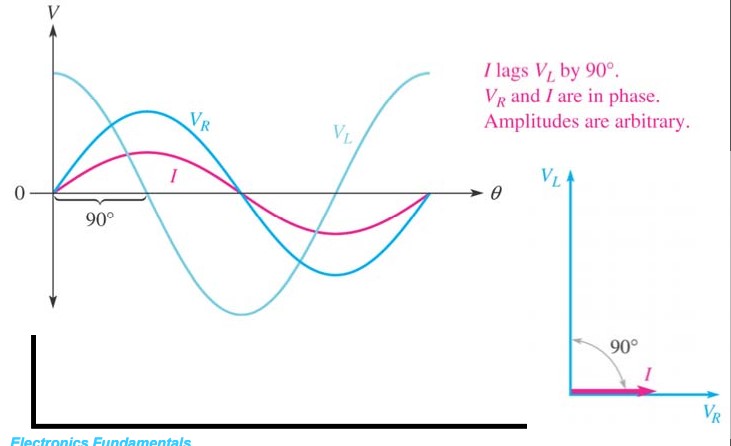 V
I lags V_L by 90°.
V_R and I are in phase.
Amplitudes are arbitrary.
V_R
V_L
I
0
θ
90°
V_L
90°
I
V_R
Electronics Fundamentals